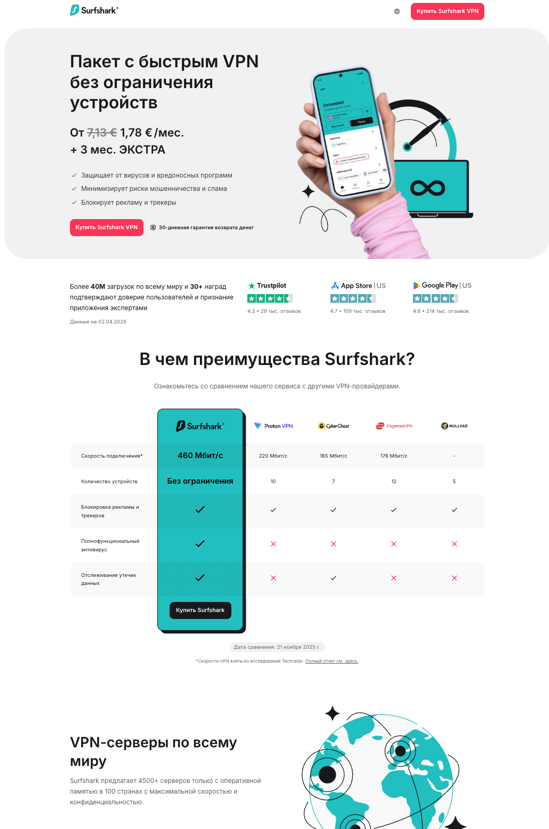 Surfshark®
Купить Surfshark VPN
Пакет с быстрым VPN
без ограничения
устройств
От 7,13 € 1,78 €/мес.
+ 3 мес. ЭКСТРА
Защищает от вирусов и вредоносных программ
Минимизирует риски мошенничества и спама
Блокирует рекламу и трекеры
Купить Surfshark VPN
30-дневная гарантия возврата денег
Connected
Более 40M загрузок по всему миру и 30+ наград
подтверждают доверие пользователей и признание
приложения экспертами
Данные на 02.04.2026
Trustpilot
4.3 • 29 тыс. отзывов
App Store | US
4.7 • 109 тыс. отзывов
Google Play | US
4.6 • 214 тыс. отзывов
В чем преимущества Surfshark?
Ознакомьтесь со сравнением нашего сервиса с другими VPN-провайдерами.
Surfshark® Proton VPN CyberGhost ExpressVPN MULLVAD
Скорость подключения* 460 Мбит/с 220 Мбит/с 165 Мбит/с 176 Мбит/с -
Количество устройств Без ограничения 10 7 12 5
Блокировка рекламы и
трекеров
Полнофункциональный
антивирус
Отслеживание утечек
данных
Купить Surfshark
Дата сравнения: 21 ноября 2025 г.
*Скорости VPN взяты из исследования Techradar. Полный отчет см. здесь.
VPN-серверы по всему
миру
Surfshark предлагает 4500+ серверов только с оперативной
памятью в 100 странах с максимальной скоростью и
конфиденциальностью.